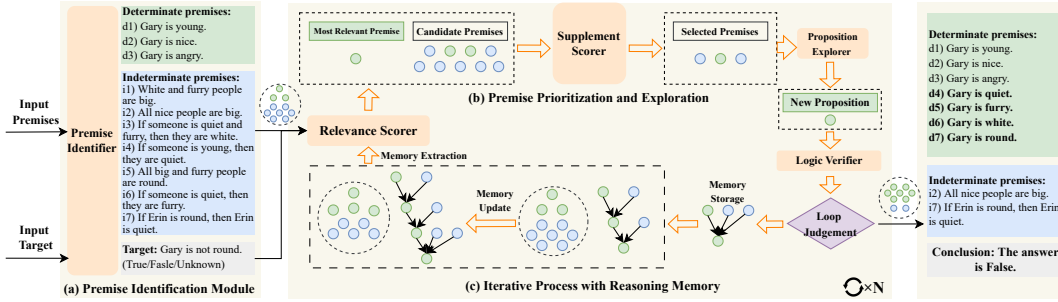 Input
Premises
Input
Target
Premise
Identifier
Determinate premises:
d1) Gary is young.
d2) Gary is nice.
d3) Gary is angry.
Indeterminate premises:
i1) White and furry people
are big.
i2) All nice people are big.
i3) If someone is quiet and
furry, then they are white.
i4) If someone is young, then
they are quiet.
i5) All big and furry people
are round.
i6) If someone is quiet, then
they are furry.
i7) If Erin is round, then Erin
is quiet.
Target: Gary is not round.
(True/Fasle/Unknown)
(a) Premise Identification Module
Most Relevant Premise
Candidate Premises
Supplement
Scorer
Selected Premises
Proposition
Explorer
(b) Premise Prioritization and Exploration
New Proposition
Relevance Scorer
Logic Verifier
Memory Extraction
Memory
Update
Memory
Storage
Loop
Judgement
(c) Iterative Process with Reasoning Memory
×N
Determinate premises:
d1) Gary is young.
d2) Gary is nice.
d3) Gary is angry.
d4) Gary is quiet.
d5) Gary is furry.
d6) Gary is white.
d7) Gary is round.
Indeterminate premises:
i2) All nice people are big.
i7) If Erin is round, then Erin
is quiet.
Conclusion: The answer
is False.